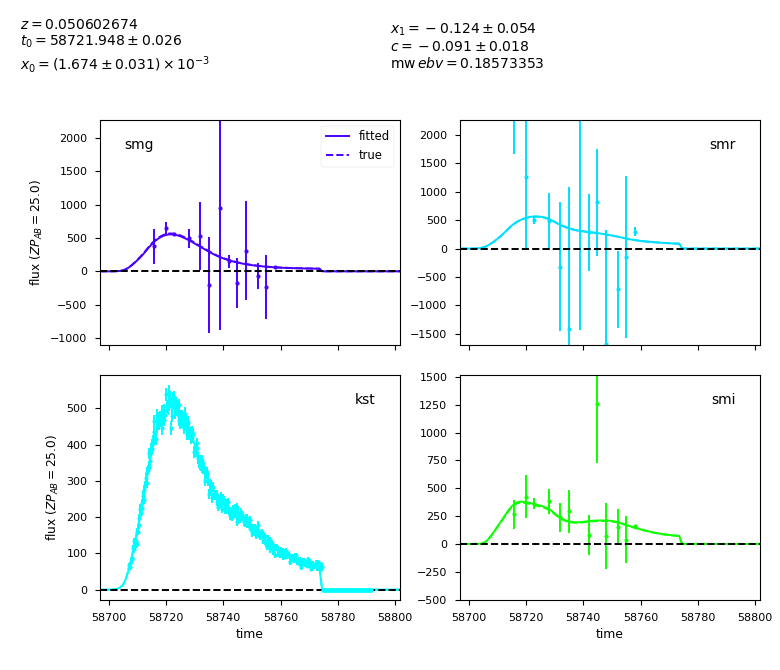 z = 0.050602674
t₀ = 58721.948 ± 0.026
x₀ = (1.674 ± 0.031) × 10⁻³
x₁ = −0.124 ± 0.054
c = −0.091 ± 0.018
mw ebv = 0.18573353
smg
fitted
true
flux (ZP_AB = 25.0)
2000
1500
1000
500
0
−500
−1000
smr
2000
1500
1000
500
0
−500
−1000
−1500
kst
flux (ZP_AB = 25.0)
500
400
300
200
100
0
58700 58720 58740 58760 58780 58800
time
smi
1500
1250
1000
750
500
250
0
−250
−500
58700 58720 58740 58760 58780 58800
time